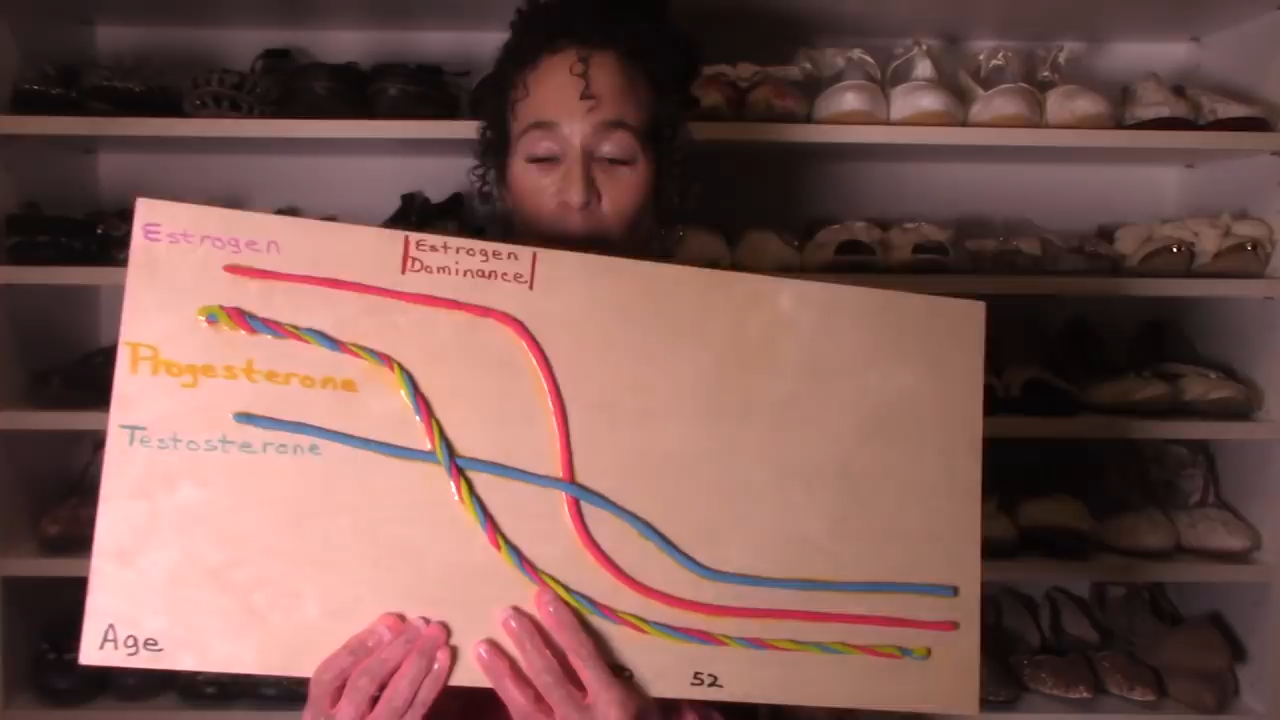 Estrogen
Estrogen
Dominance
Progesterone
Testosterone
Age
52